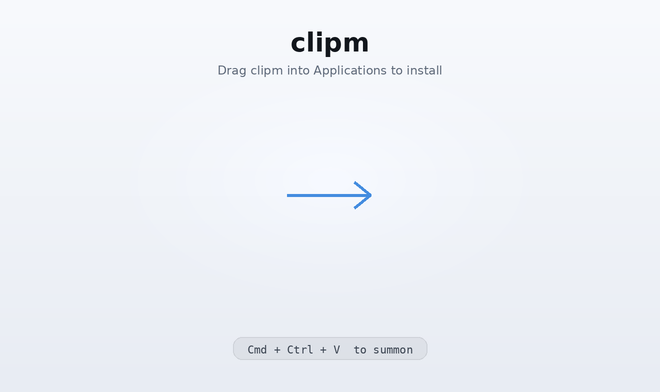 clipm
Drag clipm into Applications to install
Cmd + Ctrl + V  to summon